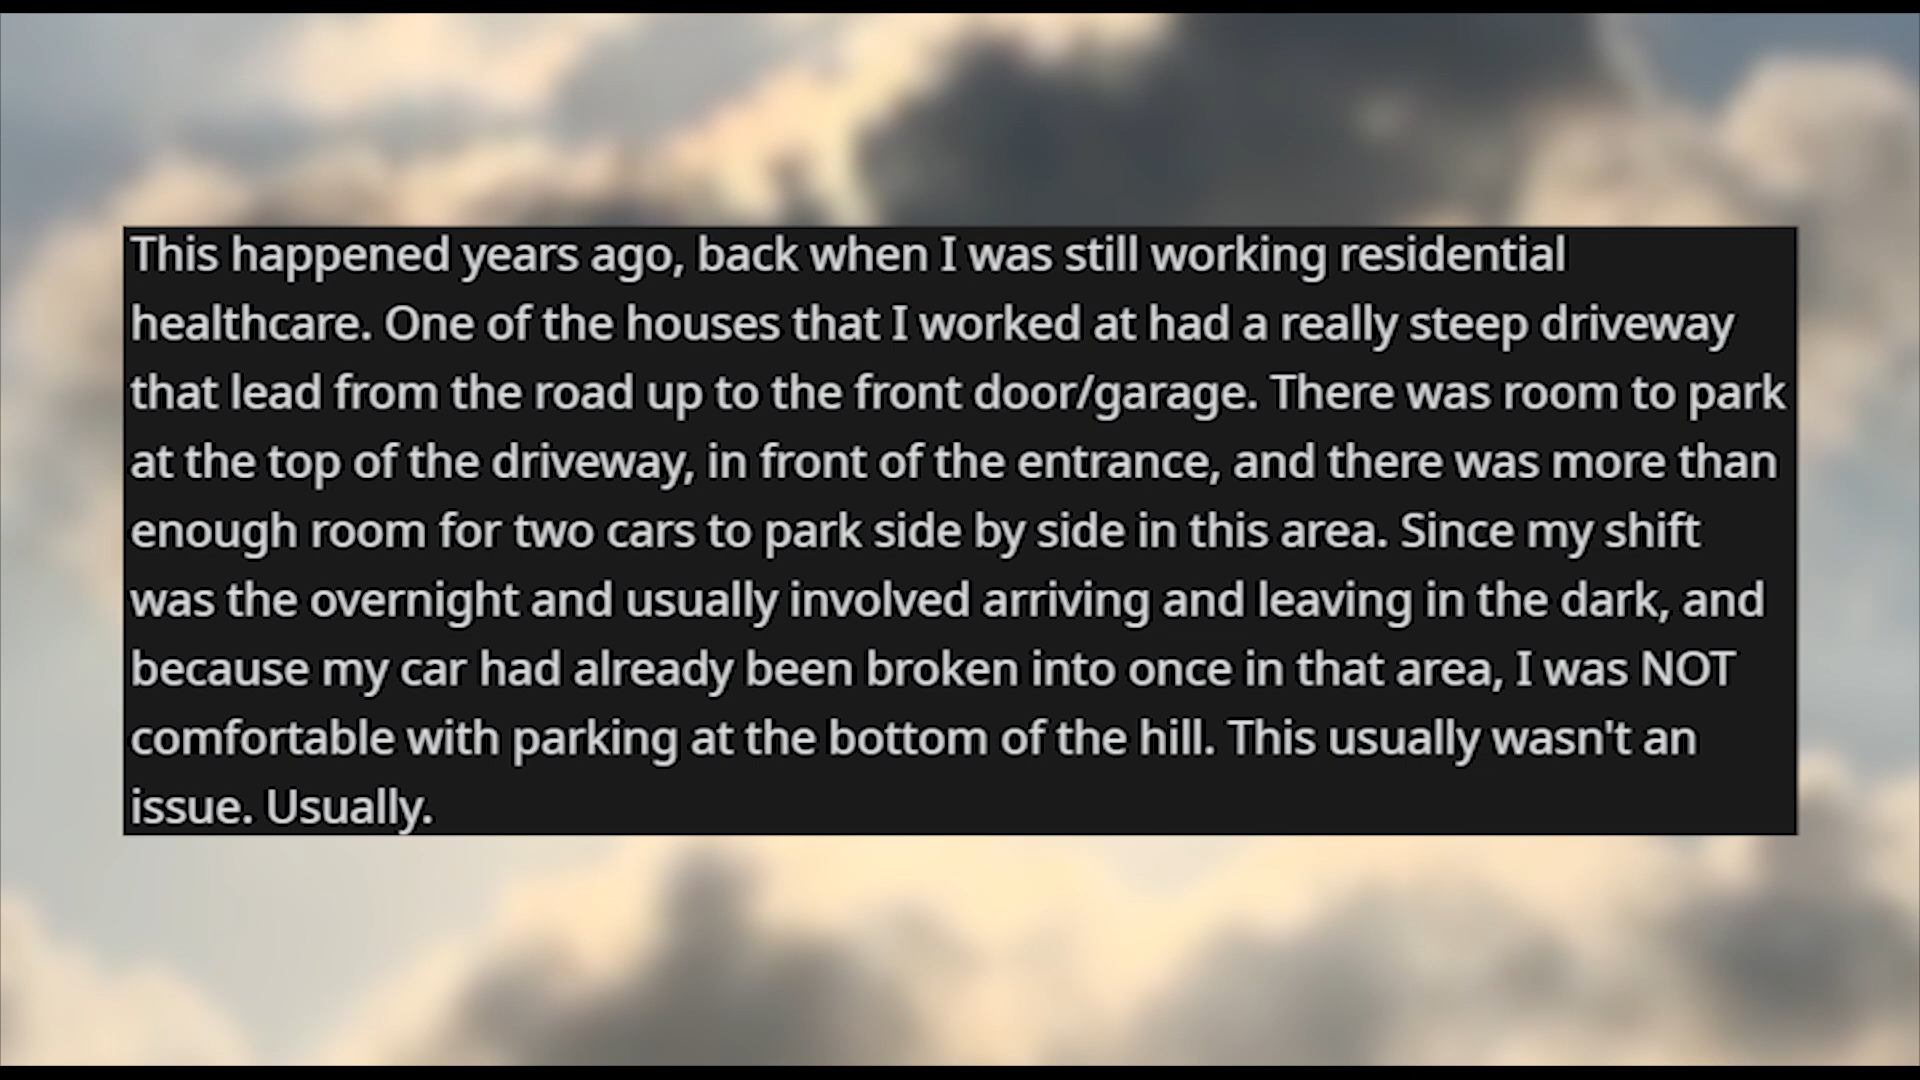 This happened years ago, back when I was still working residential
healthcare. One of the houses that I worked at had a really steep driveway
that lead from the road up to the front door/garage. There was room to park
at the top of the driveway, in front of the entrance, and there was more than
enough room for two cars to park side by side in this area. Since my shift
was the overnight and usually involved arriving and leaving in the dark, and
because my car had already been broken into once in that area, I was NOT
comfortable with parking at the bottom of the hill. This usually wasn't an
issue. Usually.